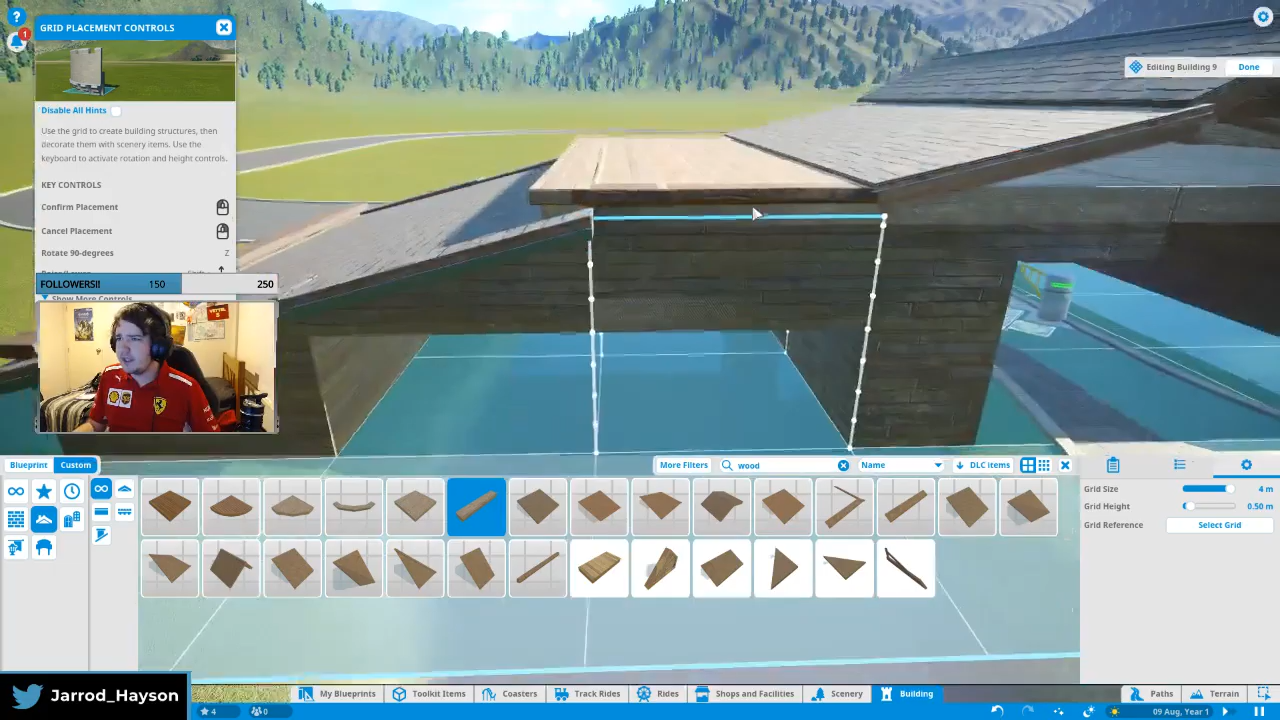 ?
GRID PLACEMENT CONTROLS
1
Disable All Hints
Use the grid to create building structures, then
decorate them with scenery items. Use the
keyboard to activate rotation and height controls.
KEY CONTROLS
Confirm Placement
Cancel Placement
Rotate 90-degrees Z
FOLLOWERS!! 150 250
Show More Controls
Editing Building 9 Done
Blueprint Custom
More Filters wood Name DLC items
Grid Size 4 m
Grid Height 0.50 m
Grid Reference Select Grid
Jarrod_Hayson
My Blueprints Toolkit Items Coasters Track Rides Rides Shops and Facilities Scenery Building Paths Terrain
4 0 09 Aug, Year 1